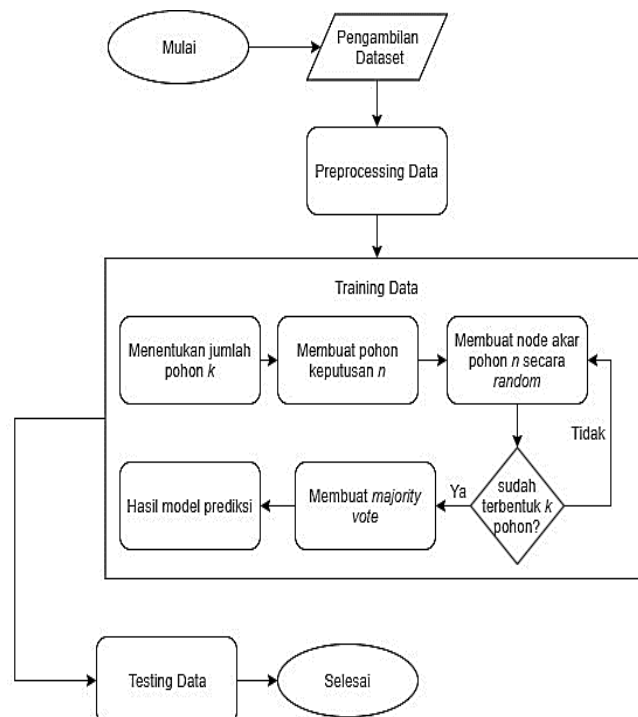 Mulai
Pengambilan
Dataset
Preprocessing Data
Training Data
Menentukan jumlah
pohon k
Membuat pohon
keputusan n
Membuat node akar
pohon n secara
random
Tidak
sudah
terbentuk k
pohon?
Ya
Membuat majority
vote
Hasil model prediksi
Testing Data
Selesai